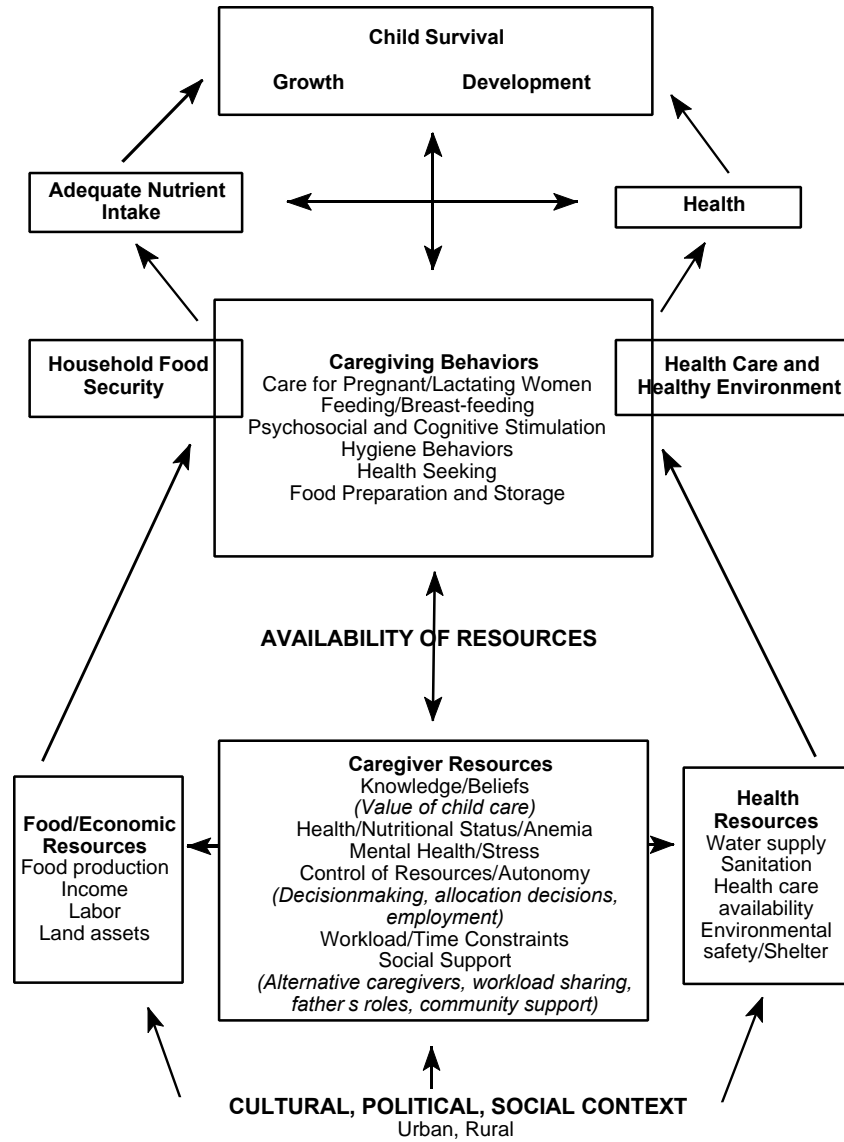 Child Survival
Growth Development
Adequate Nutrient
Intake
Health
Household Food
Security
Caregiving Behaviors
Care for Pregnant/Lactating Women
Feeding/Breast-feeding
Psychosocial and Cognitive Stimulation
Hygiene Behaviors
Health Seeking
Food Preparation and Storage
Health Care and
Healthy Environment
AVAILABILITY OF RESOURCES
Food/Economic
Resources
Food production
Income
Labor
Land assets
Caregiver Resources
Knowledge/Beliefs
(Value of child care)
Health/Nutritional Status/Anemia
Mental Health/Stress
Control of Resources/Autonomy
(Decisionmaking, allocation decisions,
employment)
Workload/Time Constraints
Social Support
(Alternative caregivers, workload sharing,
father s roles, community support)
Health
Resources
Water supply
Sanitation
Health care
availability
Environmental
safety/Shelter
CULTURAL, POLITICAL, SOCIAL CONTEXT
Urban, Rural